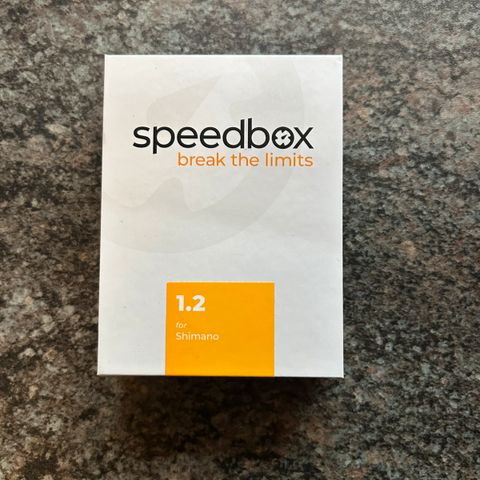 speedbox
break the limits
1.2
for
Shimano